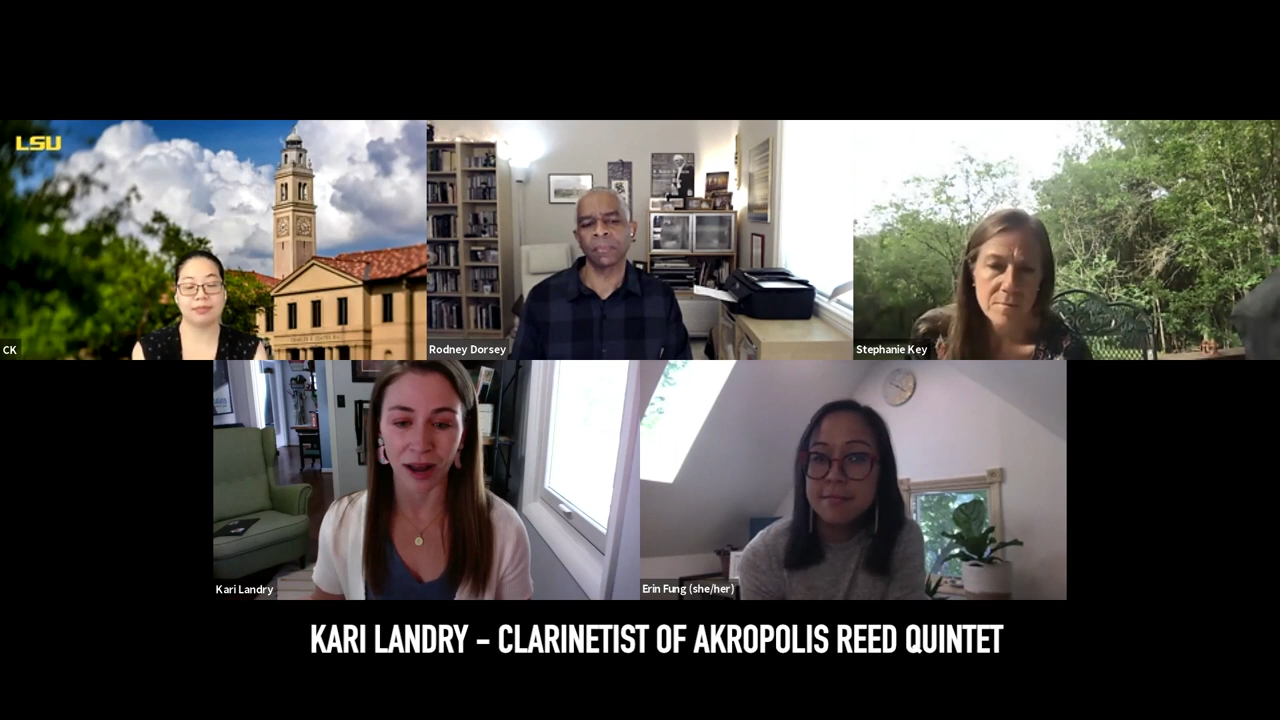 LSU
CK
Rodney Dorsey
Stephanie Key
Kari Landry
Erin Fung (she/her)
KARI LANDRY - CLARINETIST OF AKROPOLIS REED QUINTET